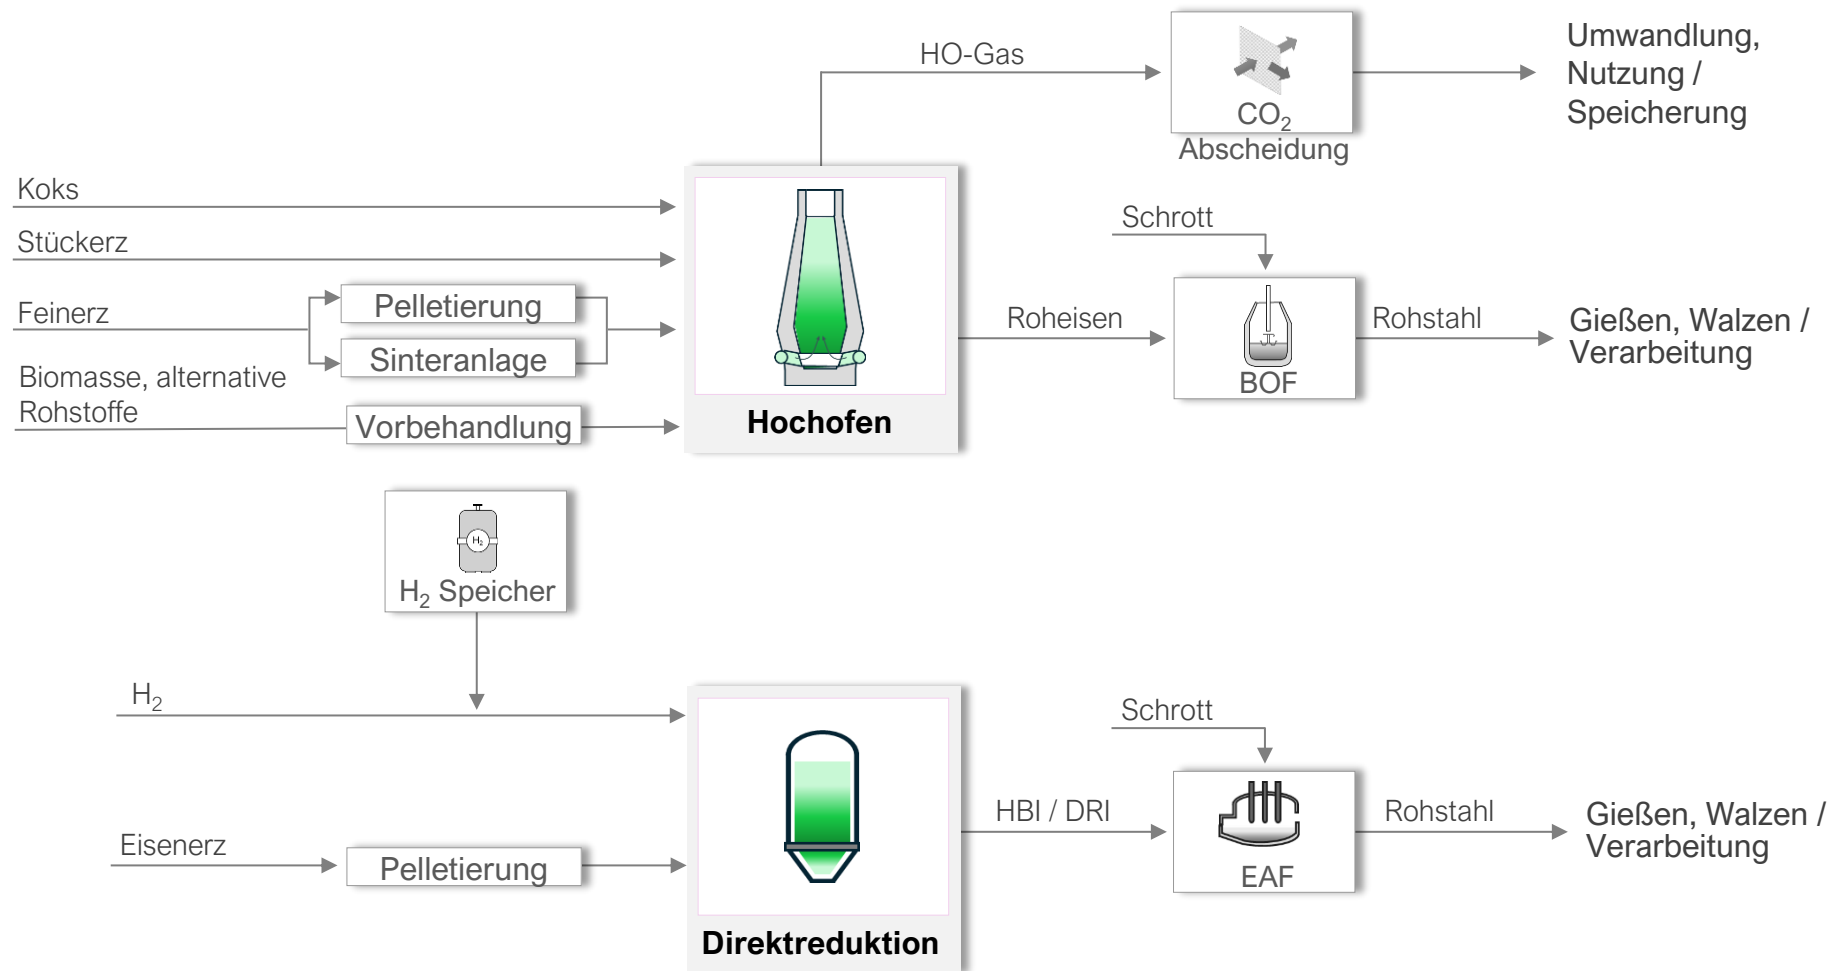 HO-Gas
CO₂
Abscheidung
Umwandlung,
Nutzung /
Speicherung
Koks
Stückerz
Feinerz
Pelletierung
Sinteranlage
Biomasse, alternative
Rohstoffe
Vorbehandlung
Hochofen
Roheisen
Schrott
BOF
Rohstahl
Gießen, Walzen /
Verarbeitung
H₂
H₂ Speicher
H₂
Eisenerz
Pelletierung
Direktreduktion
HBI / DRI
Schrott
EAF
Rohstahl
Gießen, Walzen /
Verarbeitung